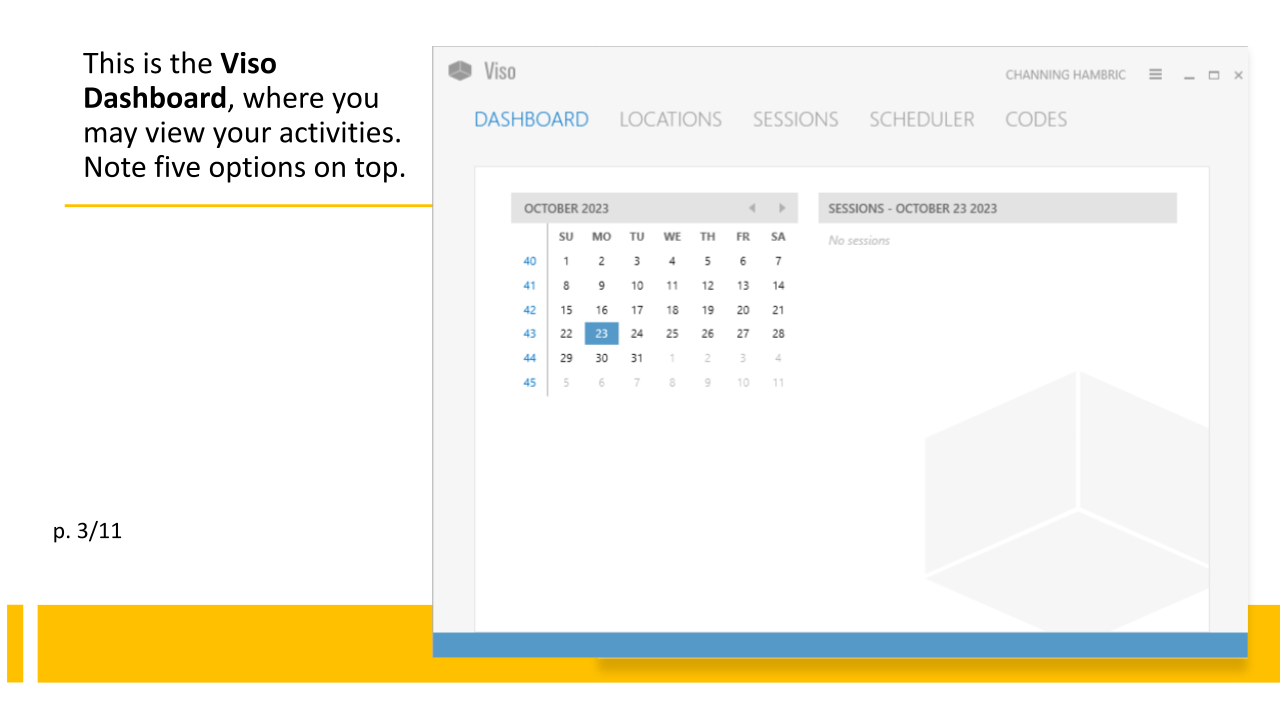 This is the Viso
Dashboard, where you
may view your activities.
Note five options on top.
p. 3/11
Viso
CHANNING HAMBRIC
DASHBOARD LOCATIONS SESSIONS SCHEDULER CODES
OCTOBER 2023
SU MO TU WE TH FR SA
40 1 2 3 4 5 6 7
41 8 9 10 11 12 13 14
42 15 16 17 18 19 20 21
43 22 23 24 25 26 27 28
44 29 30 31 1 2 3 4
45 5 6 7 8 9 10 11
SESSIONS - OCTOBER 23 2023
No sessions